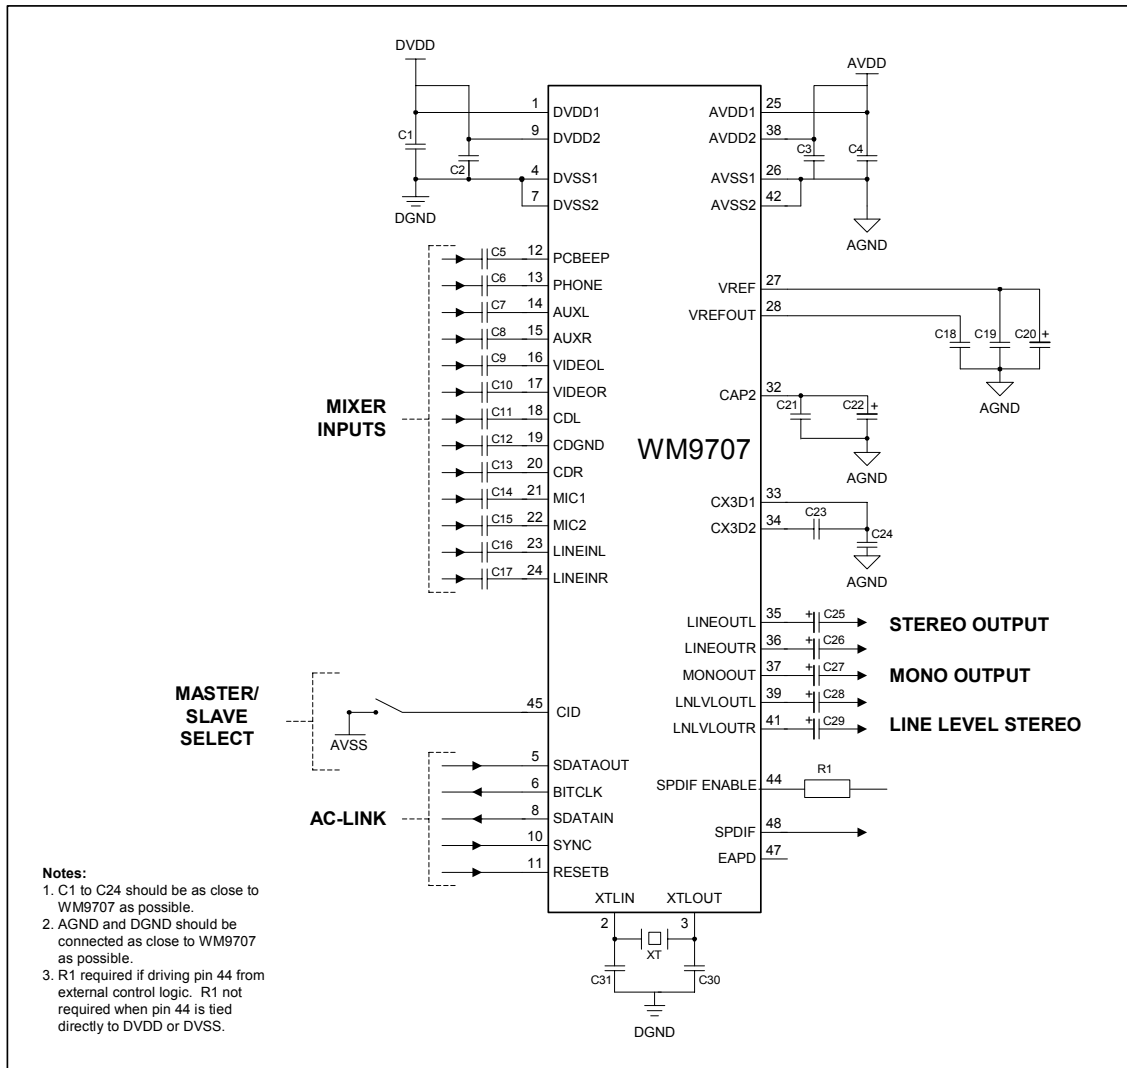 DVDD
AVDD
1 DVDD1
9 DVDD2
4 DVSS1
7 DVSS2
C1
C2
DGND
AVDD1 25
AVDD2 38
AVSS1 26
AVSS2 42
C3
C4
AGND
MIXER
INPUTS
C5 12 PCBEEP
C6 13 PHONE
C7 14 AUXL
C8 15 AUXR
C9 16 VIDEOL
C10 17 VIDEOR
C11 18 CDL
C12 19 CDGND
C13 20 CDR
C14 21 MIC1
C15 22 MIC2
C16 23 LINEINL
C17 24 LINEINR
WM9707
VREF 27
VREFOUT 28
C18 C19 C20 +
AGND
CAP2 32
C21 C22 +
AGND
CX3D1 33
CX3D2 34
C23
C24
AGND
LINEOUTL 35 + C25 STEREO OUTPUT
LINEOUTR 36 + C26
MONOOUT 37 + C27 MONO OUTPUT
LNLVLOUTL 39 + C28
LNLVLOUTR 41 + C29 LINE LEVEL STEREO
MASTER/
SLAVE
SELECT
AVSS
45 CID
AC-LINK
5 SDATAOUT
6 BITCLK
8 SDATAIN
10 SYNC
11 RESETB
SPDIF ENABLE 44 R1
SPDIF 48
EAPD 47
XTLIN XTLOUT
2 3
XT
C31 C30
DGND
Notes:
1. C1 to C24 should be as close to
WM9707 as possible.
2. AGND and DGND should be
connected as close to WM9707
as possible.
3. R1 required if driving pin 44 from
external control logic. R1 not
required when pin 44 is tied
directly to DVDD or DVSS.